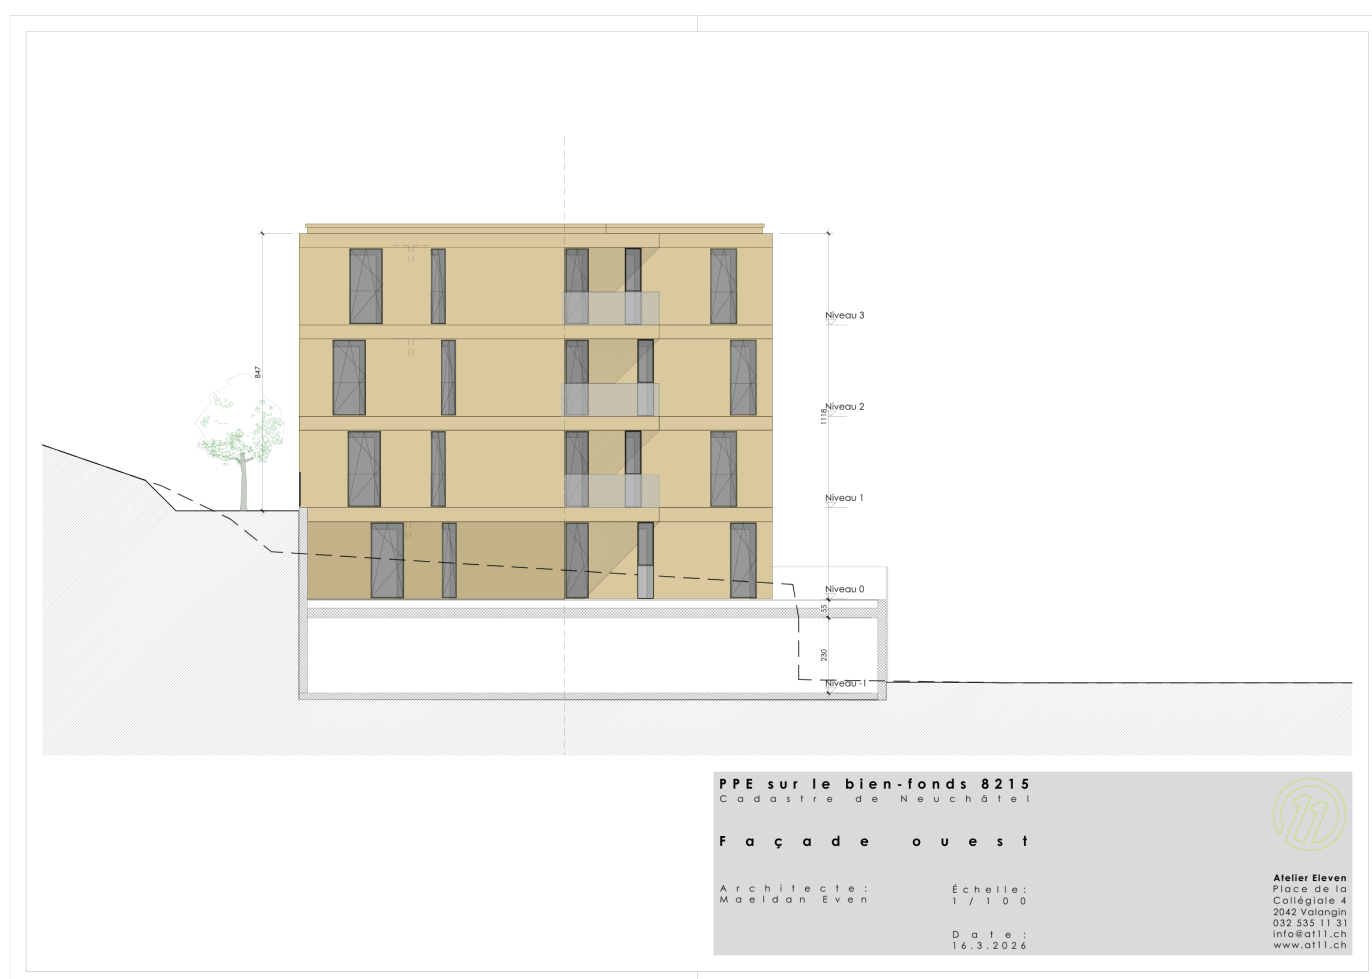 Niveau 3
847
Niveau 2
1118
Niveau 1
Niveau 0
55
230
Niveau -1
PPE sur le bien-fonds 8215
Cadastre de Neuchâtel
Façade ouest
Architecte:
Maeldan Even
Échelle:
1/100
Date:
16.3.2026
11
Atelier Eleven
Place de la
Collégiale 4
2042 Valangin
032 535 11 31
info@at11.ch
www.at11.ch